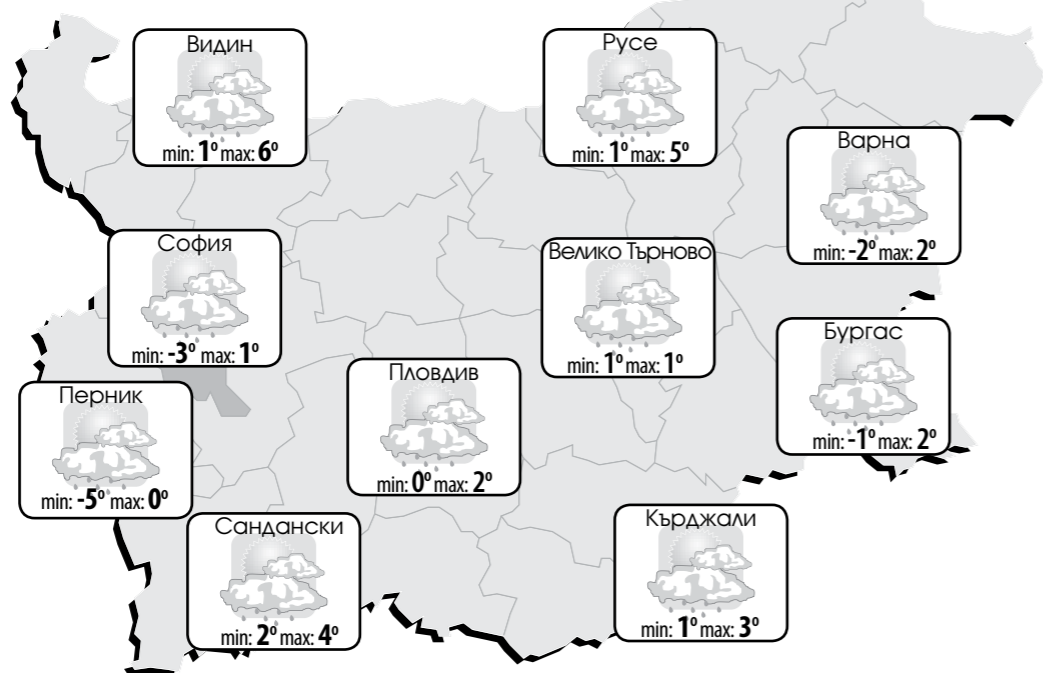 Видин
min: 1° max: 6°
Русе
min: 1° max: 5°
Варна
min: -2° max: 2°
София
min: -3° max: 1°
Велико Търново
min: 1° max: 1°
Бургас
min: -1° max: 2°
Пловдив
min: 0° max: 2°
Перник
min: -5° max: 0°
Сандански
min: 2° max: 4°
Кърджали
min: 1° max: 3°